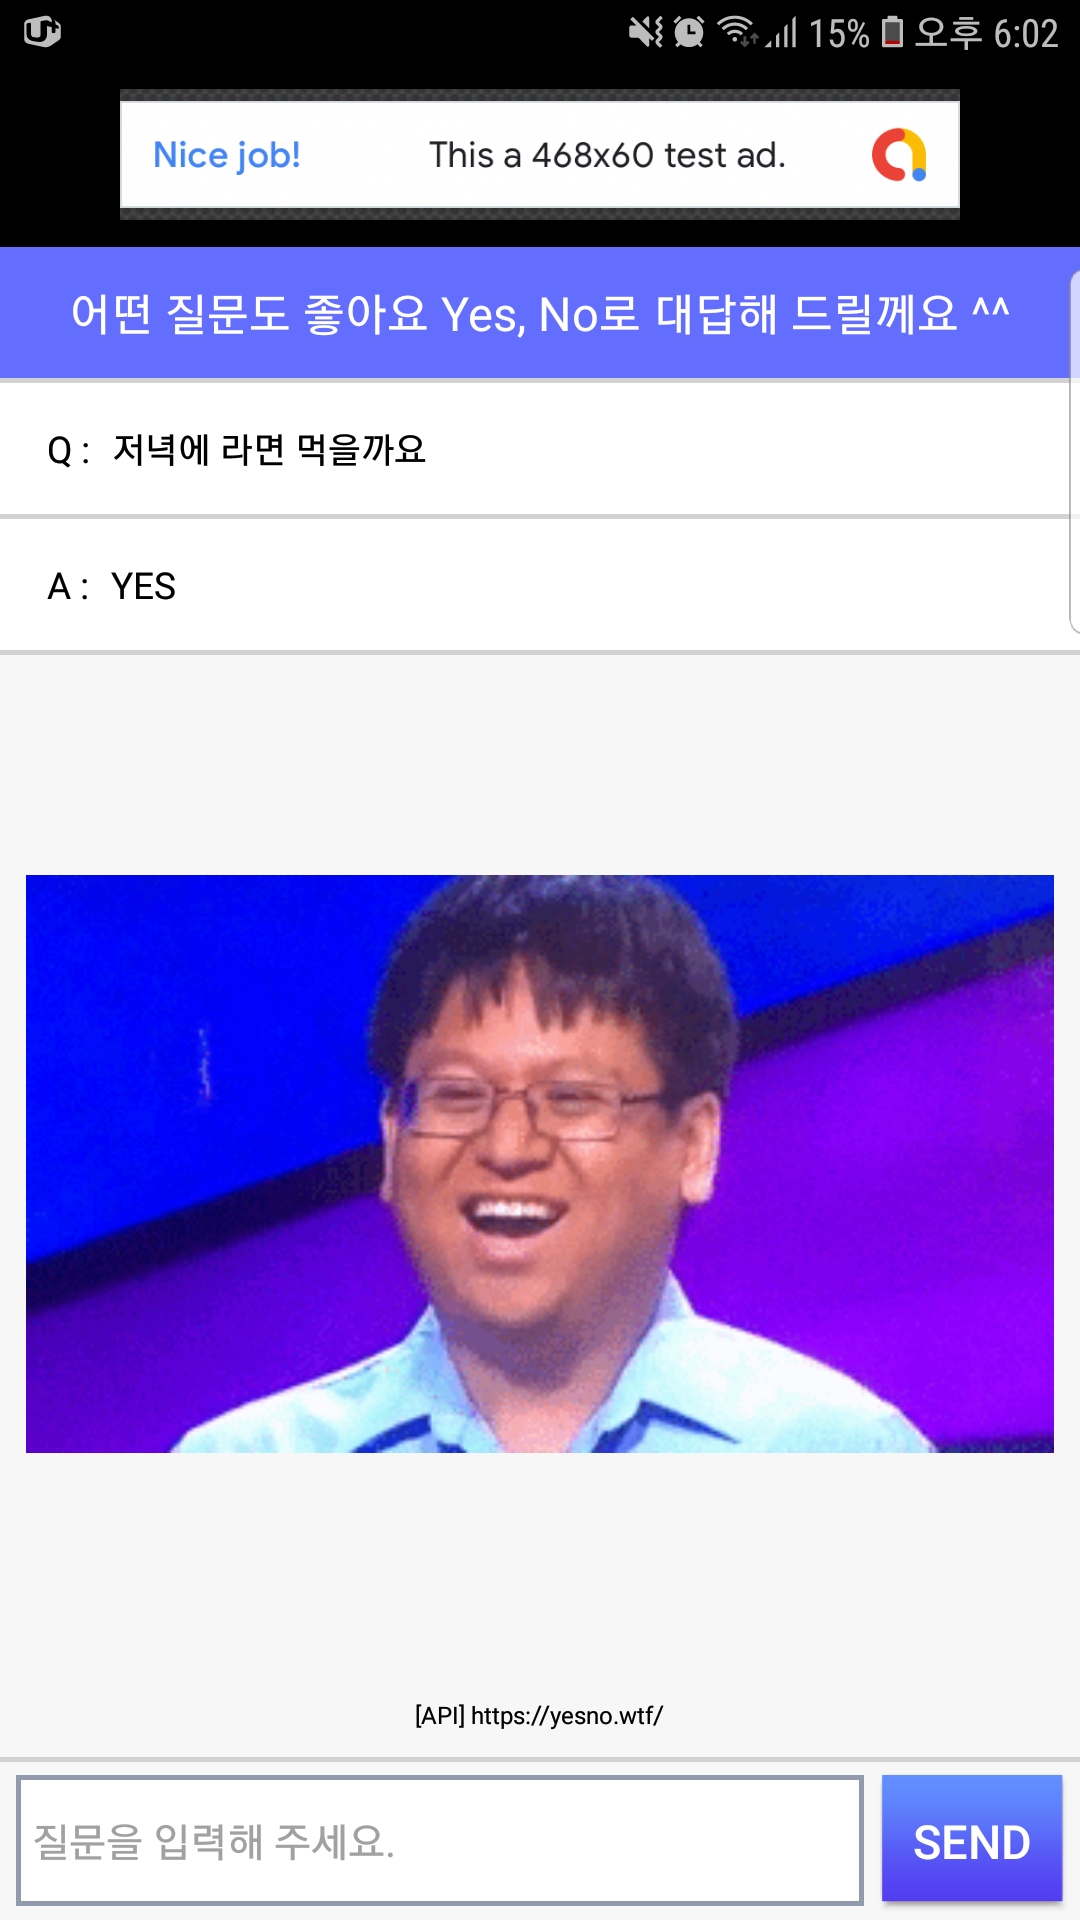 15% 오후 6:02
Nice job! This a 468x60 test ad.
어떤 질문도 좋아요 Yes, No로 대답해 드릴께요 ^^
Q : 저녁에 라면 먹을까요
A : YES
[API] https://yesno.wtf/
질문을 입력해 주세요. SEND